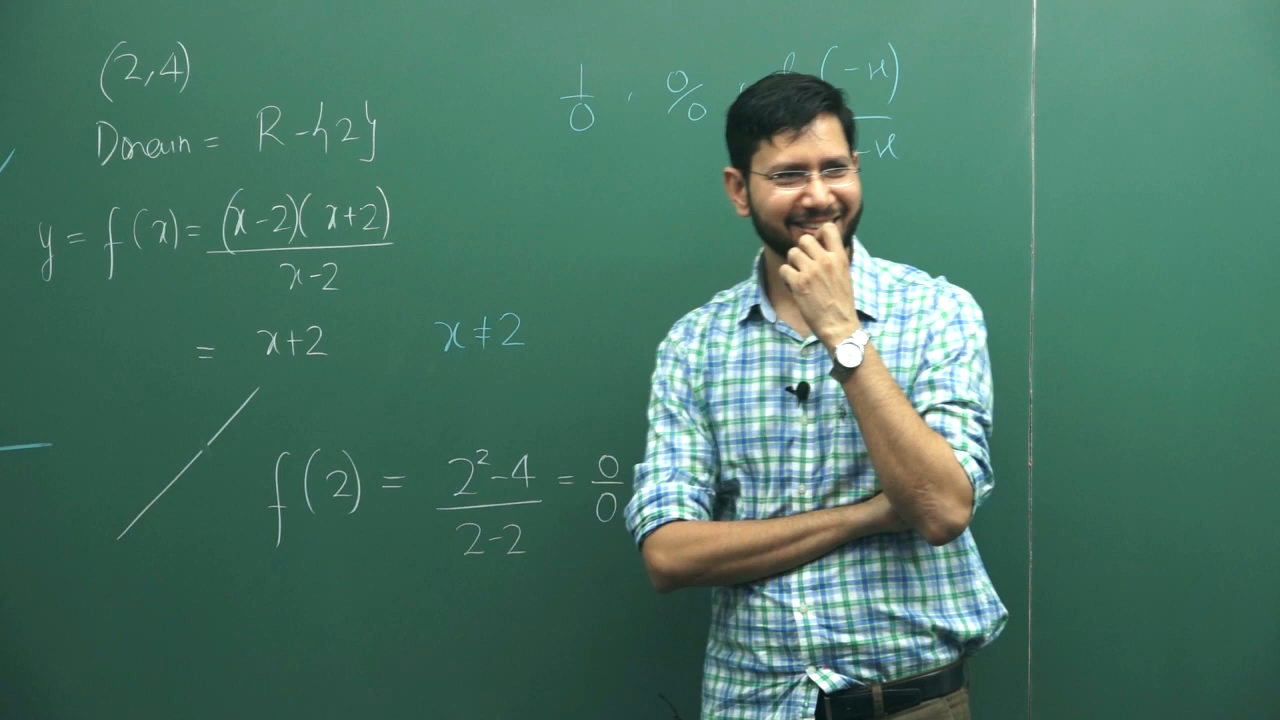 (2,4)
Domain = R-{2}
y = f(x) = (x-2)(x+2)
x-2
= x+2
x≠2
f(2) = 2²-4 = 0
2-2 0
1 , 0/0 , (-x)
0 -x